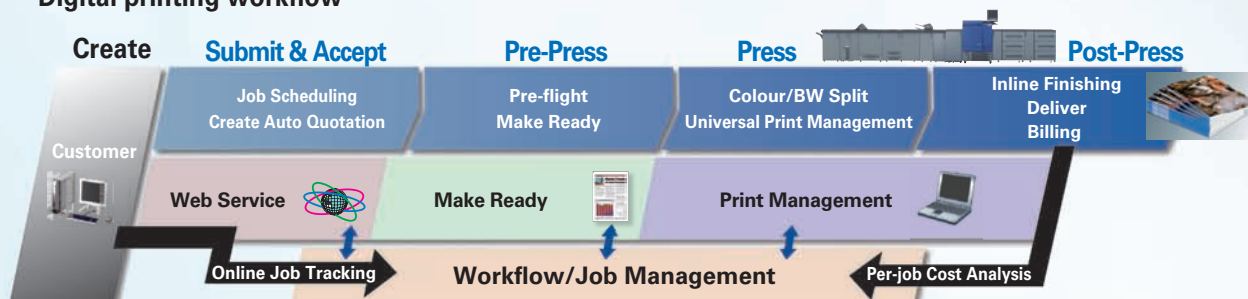 Digital printing workflow
Create
Submit & Accept
Pre-Press
Press
Post-Press
Job Scheduling
Create Auto Quotation
Pre-flight
Make Ready
Colour/BW Split
Universal Print Management
Inline Finishing
Deliver
Billing
Customer
Web Service
Make Ready
Print Management
Online Job Tracking
Workflow/Job Management
Per-job Cost Analysis